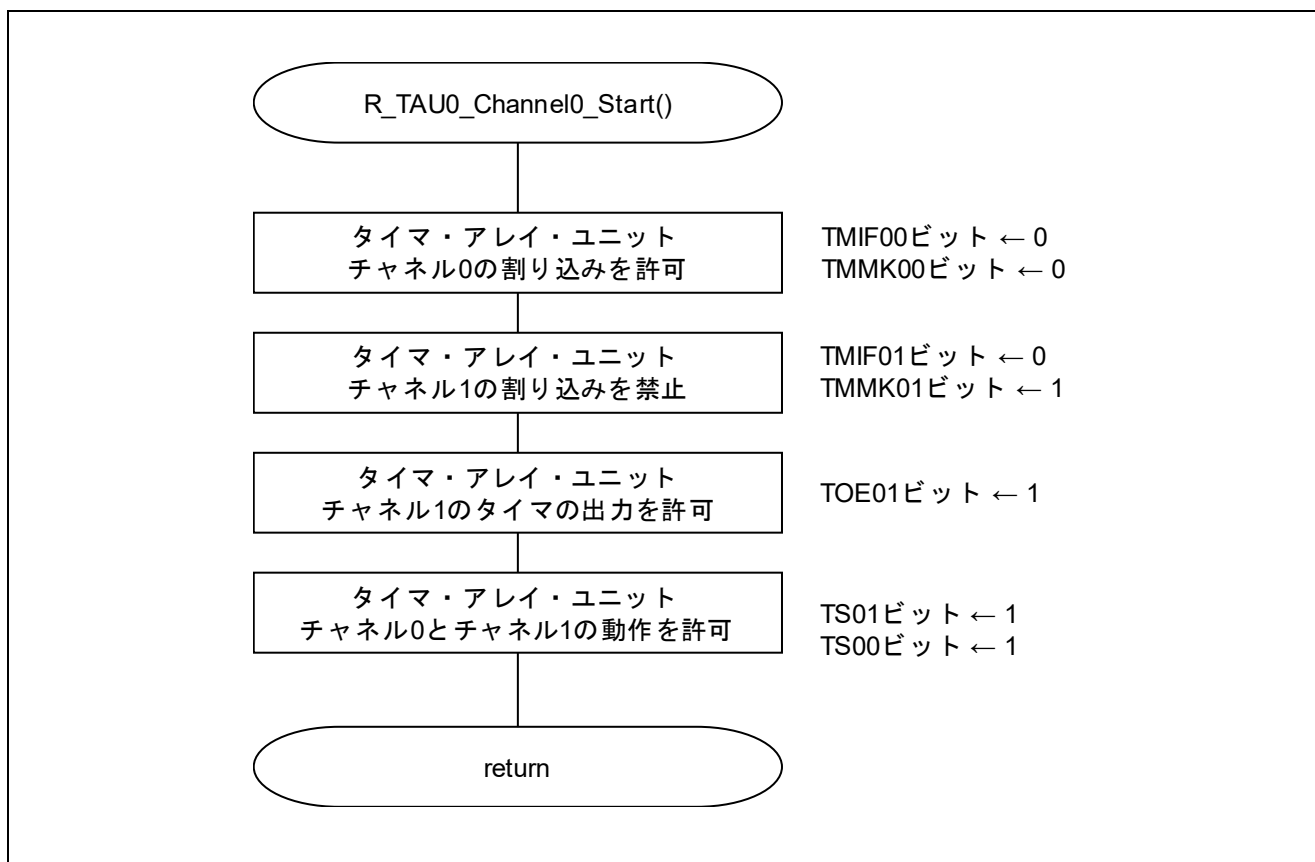 R_TAU0_Channel0_Start()
タイマ・アレイ・ユニット
チャネル0の割り込みを許可
TMIF00ビット ← 0
TMMK00ビット ← 0
タイマ・アレイ・ユニット
チャネル1の割り込みを禁止
TMIF01ビット ← 0
TMMK01ビット ← 1
タイマ・アレイ・ユニット
チャネル1のタイマの出力を許可
TOE01ビット ← 1
タイマ・アレイ・ユニット
チャネル0とチャネル1の動作を許可
TS01ビット ← 1
TS00ビット ← 1
return